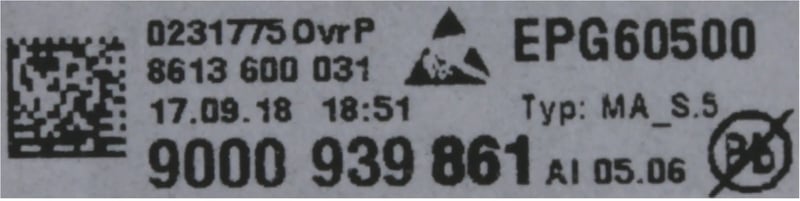 0231775 OvrP
EPG60500
8613 600 031
17.09.18 18:51
Typ: MA_S.5
9000 939 861
AI 05.06
Pb